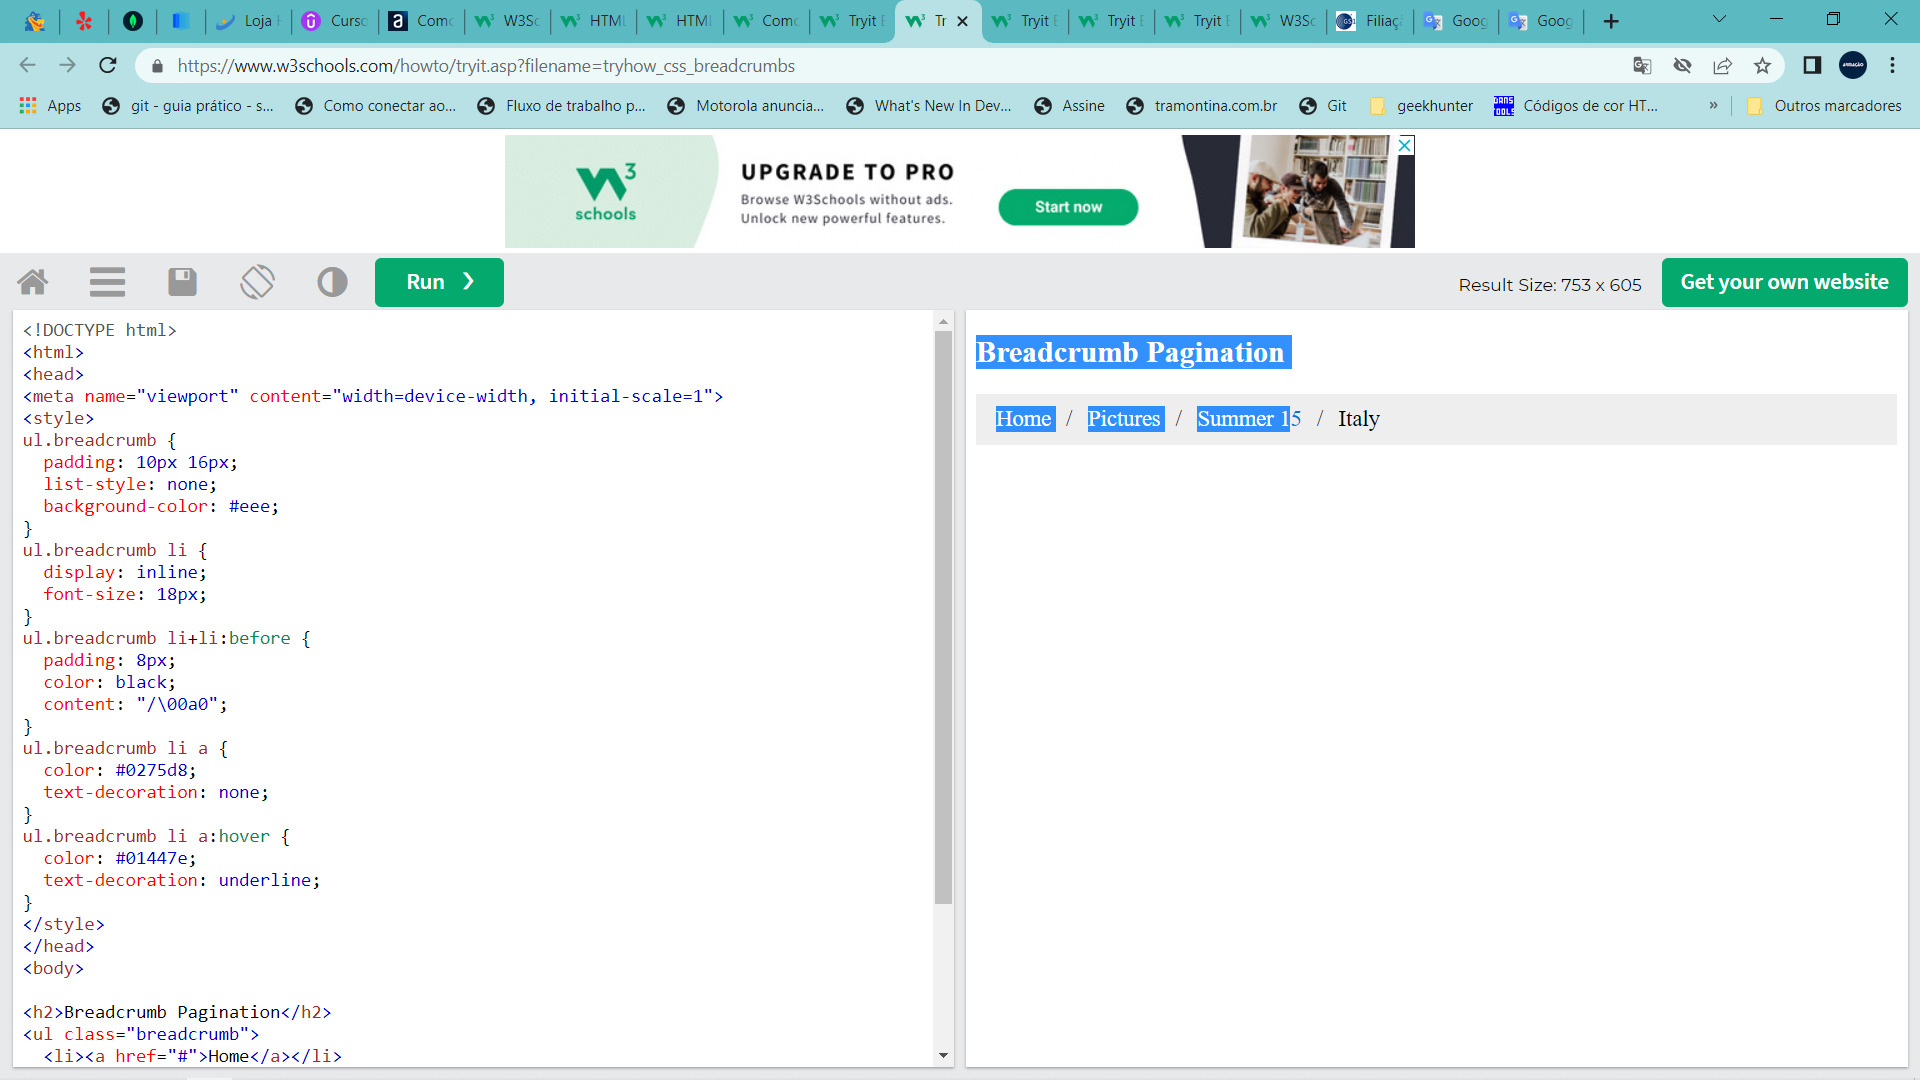 Loja
Curso
Como
W3Sc
HTML
HTML
Como
Tryit E
Tr
Tryit E
Tryit E
Tryit E
W3Sc
Filiaç
Goog
Goog
https://www.w3schools.com/howto/tryit.asp?filename=tryhow_css_breadcrumbs
Apps
git - guia prático - s...
Como conectar ao...
Fluxo de trabalho p...
Motorola anuncia...
What's New In Dev...
Assine
tramontina.com.br
Git
geekhunter
Códigos de cor HT...
»
Outros marcadores
3
schools
UPGRADE TO PRO
Browse W3Schools without ads.
Unlock new powerful features.
Start now
Run ❯
Result Size: 753 x 605
Get your own website
<!DOCTYPE html>
<html>
<head>
<meta name="viewport" content="width=device-width, initial-scale=1">
<style>
ul.breadcrumb {
  padding: 10px 16px;
  list-style: none;
  background-color: #eee;
}
ul.breadcrumb li {
  display: inline;
  font-size: 18px;
}
ul.breadcrumb li+li:before {
  padding: 8px;
  color: black;
  content: "/\00a0";
}
ul.breadcrumb li a {
  color: #0275d8;
  text-decoration: none;
}
ul.breadcrumb li a:hover {
  color: #01447e;
  text-decoration: underline;
}
</style>
</head>
<body>
<h2>Breadcrumb Pagination</h2>
<ul class="breadcrumb">
  <li><a href="#">Home</a></li>
Breadcrumb Pagination
Home / Pictures / Summer 15 / Italy